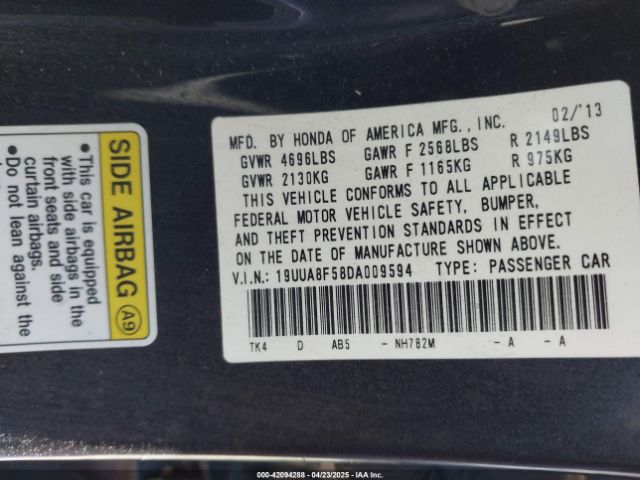 SIDE AIRBAG A9
•This car is equipped
with side airbags in the
front seats and side
curtain airbags.
•Do not lean against the
02/'13
MFD. BY HONDA OF AMERICA MFG., INC.
GVWR 4696LBS GAWR F 2568LBS R 2149LBS
GVWR 2130KG GAWR F 1165KG R 975KG
THIS VEHICLE CONFORMS TO ALL APPLICABLE
FEDERAL MOTOR VEHICLE SAFETY, BUMPER,
AND THEFT PREVENTION STANDARDS IN EFFECT
ON THE DATE OF MANUFACTURE SHOWN ABOVE.
V.I.N.: 19UUA8F58DA009594 TYPE: PASSENGER CAR
TK4 D AB5 - NH782M - A - A
000-42094288 - 04/23/2025 - IAA Inc.